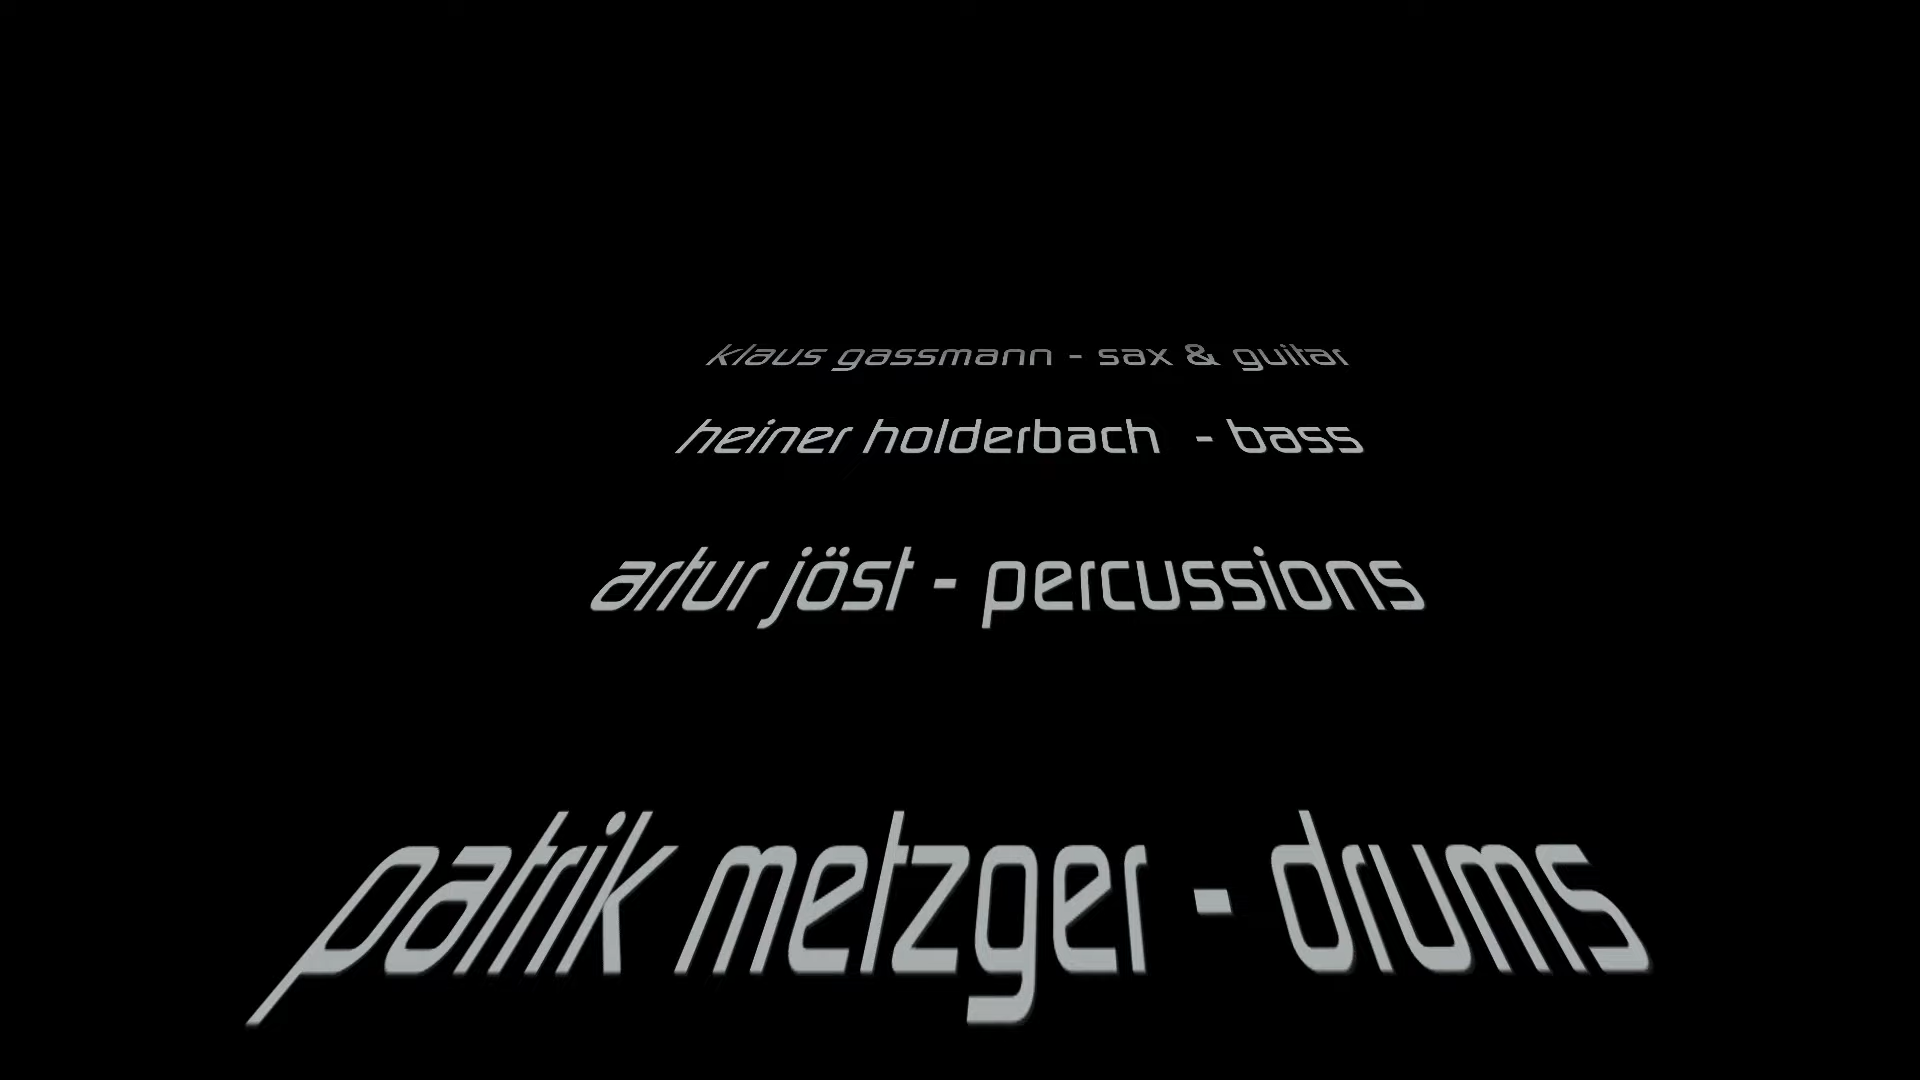 klaus gassmann - sax & guitar
heiner holderbach - bass
artur jöst - percussions
patrik metzger - drums